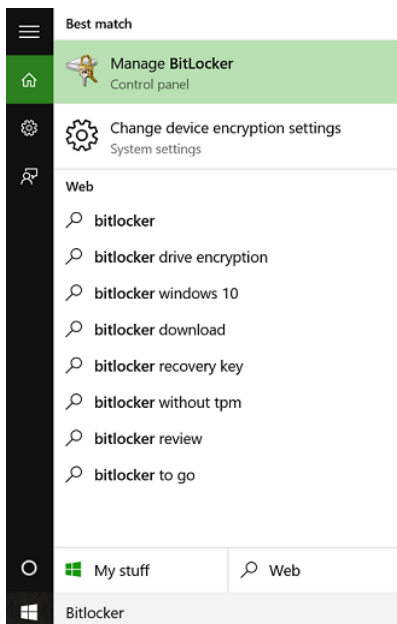 Best match
Manage BitLocker
Control panel
Change device encryption settings
System settings
Web
bitlocker
bitlocker drive encryption
bitlocker windows 10
bitlocker download
bitlocker recovery key
bitlocker without tpm
bitlocker review
bitlocker to go
My stuff
Web
Bitlocker